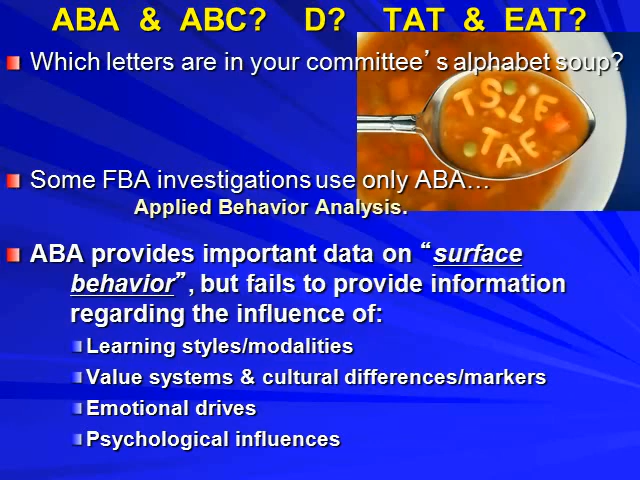 ABA & ABC? D? TAT & EAT?
Which letters are in your committee’s alphabet soup?
TSLE
TAE
Some FBA investigations use only ABA…
Applied Behavior Analysis.
ABA provides important data on “surface
behavior”, but fails to provide information
regarding the influence of:
Learning styles/modalities
Value systems & cultural differences/markers
Emotional drives
Psychological influences